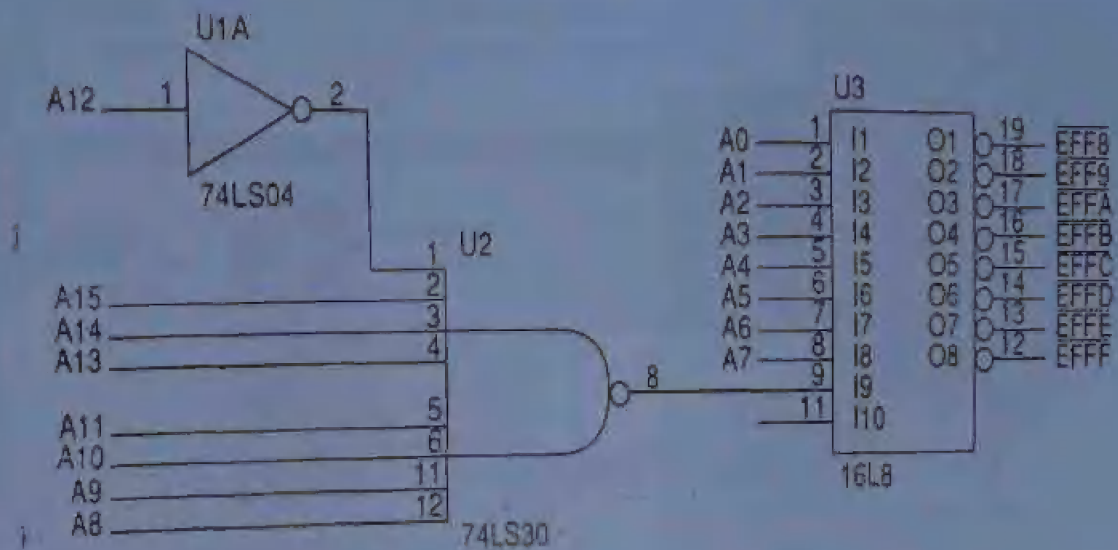 U1A
A12
1
2
74LS04
U2
1
2
3
4
5
6
11
12
A15
A14
A13
A11
A10
A9
A8
8
74LS30
U3
A0 1 I1 O1 19 EFF8
A1 2 I2 O2 18 EFF9
A2 3 I3 O3 17 EFFA
A3 4 I4 O4 16 EFFB
A4 5 I5 O5 15 EFFC
A5 6 I6 O6 14 EFFD
A6 7 I7 O7 13 EFFE
A7 8 I8 O8 12 EFFF
9 I9
11 I10
16L8